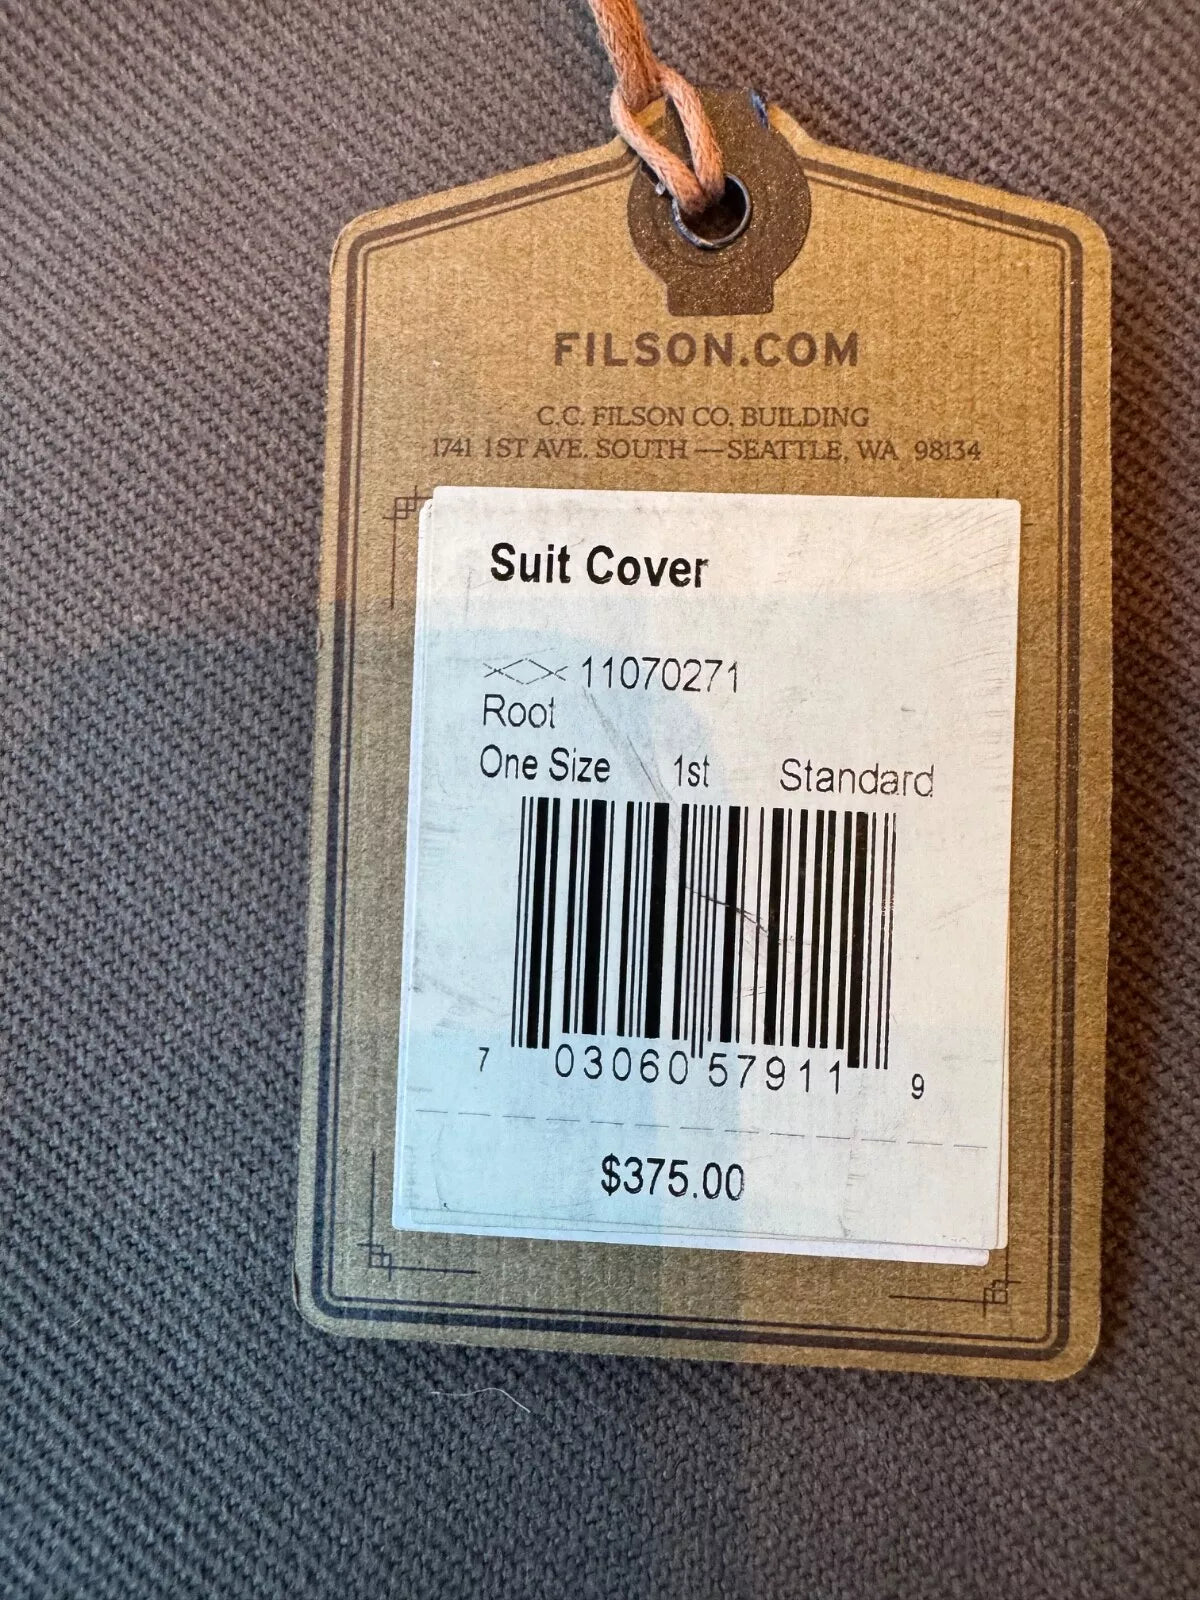 FILSON.COM
C.C. FILSON CO. BUILDING
1741 1ST AVE. SOUTH — SEATTLE, WA 98134
Suit Cover
11070271
Root
One Size 1st Standard
7 03060 57911 9
$375.00